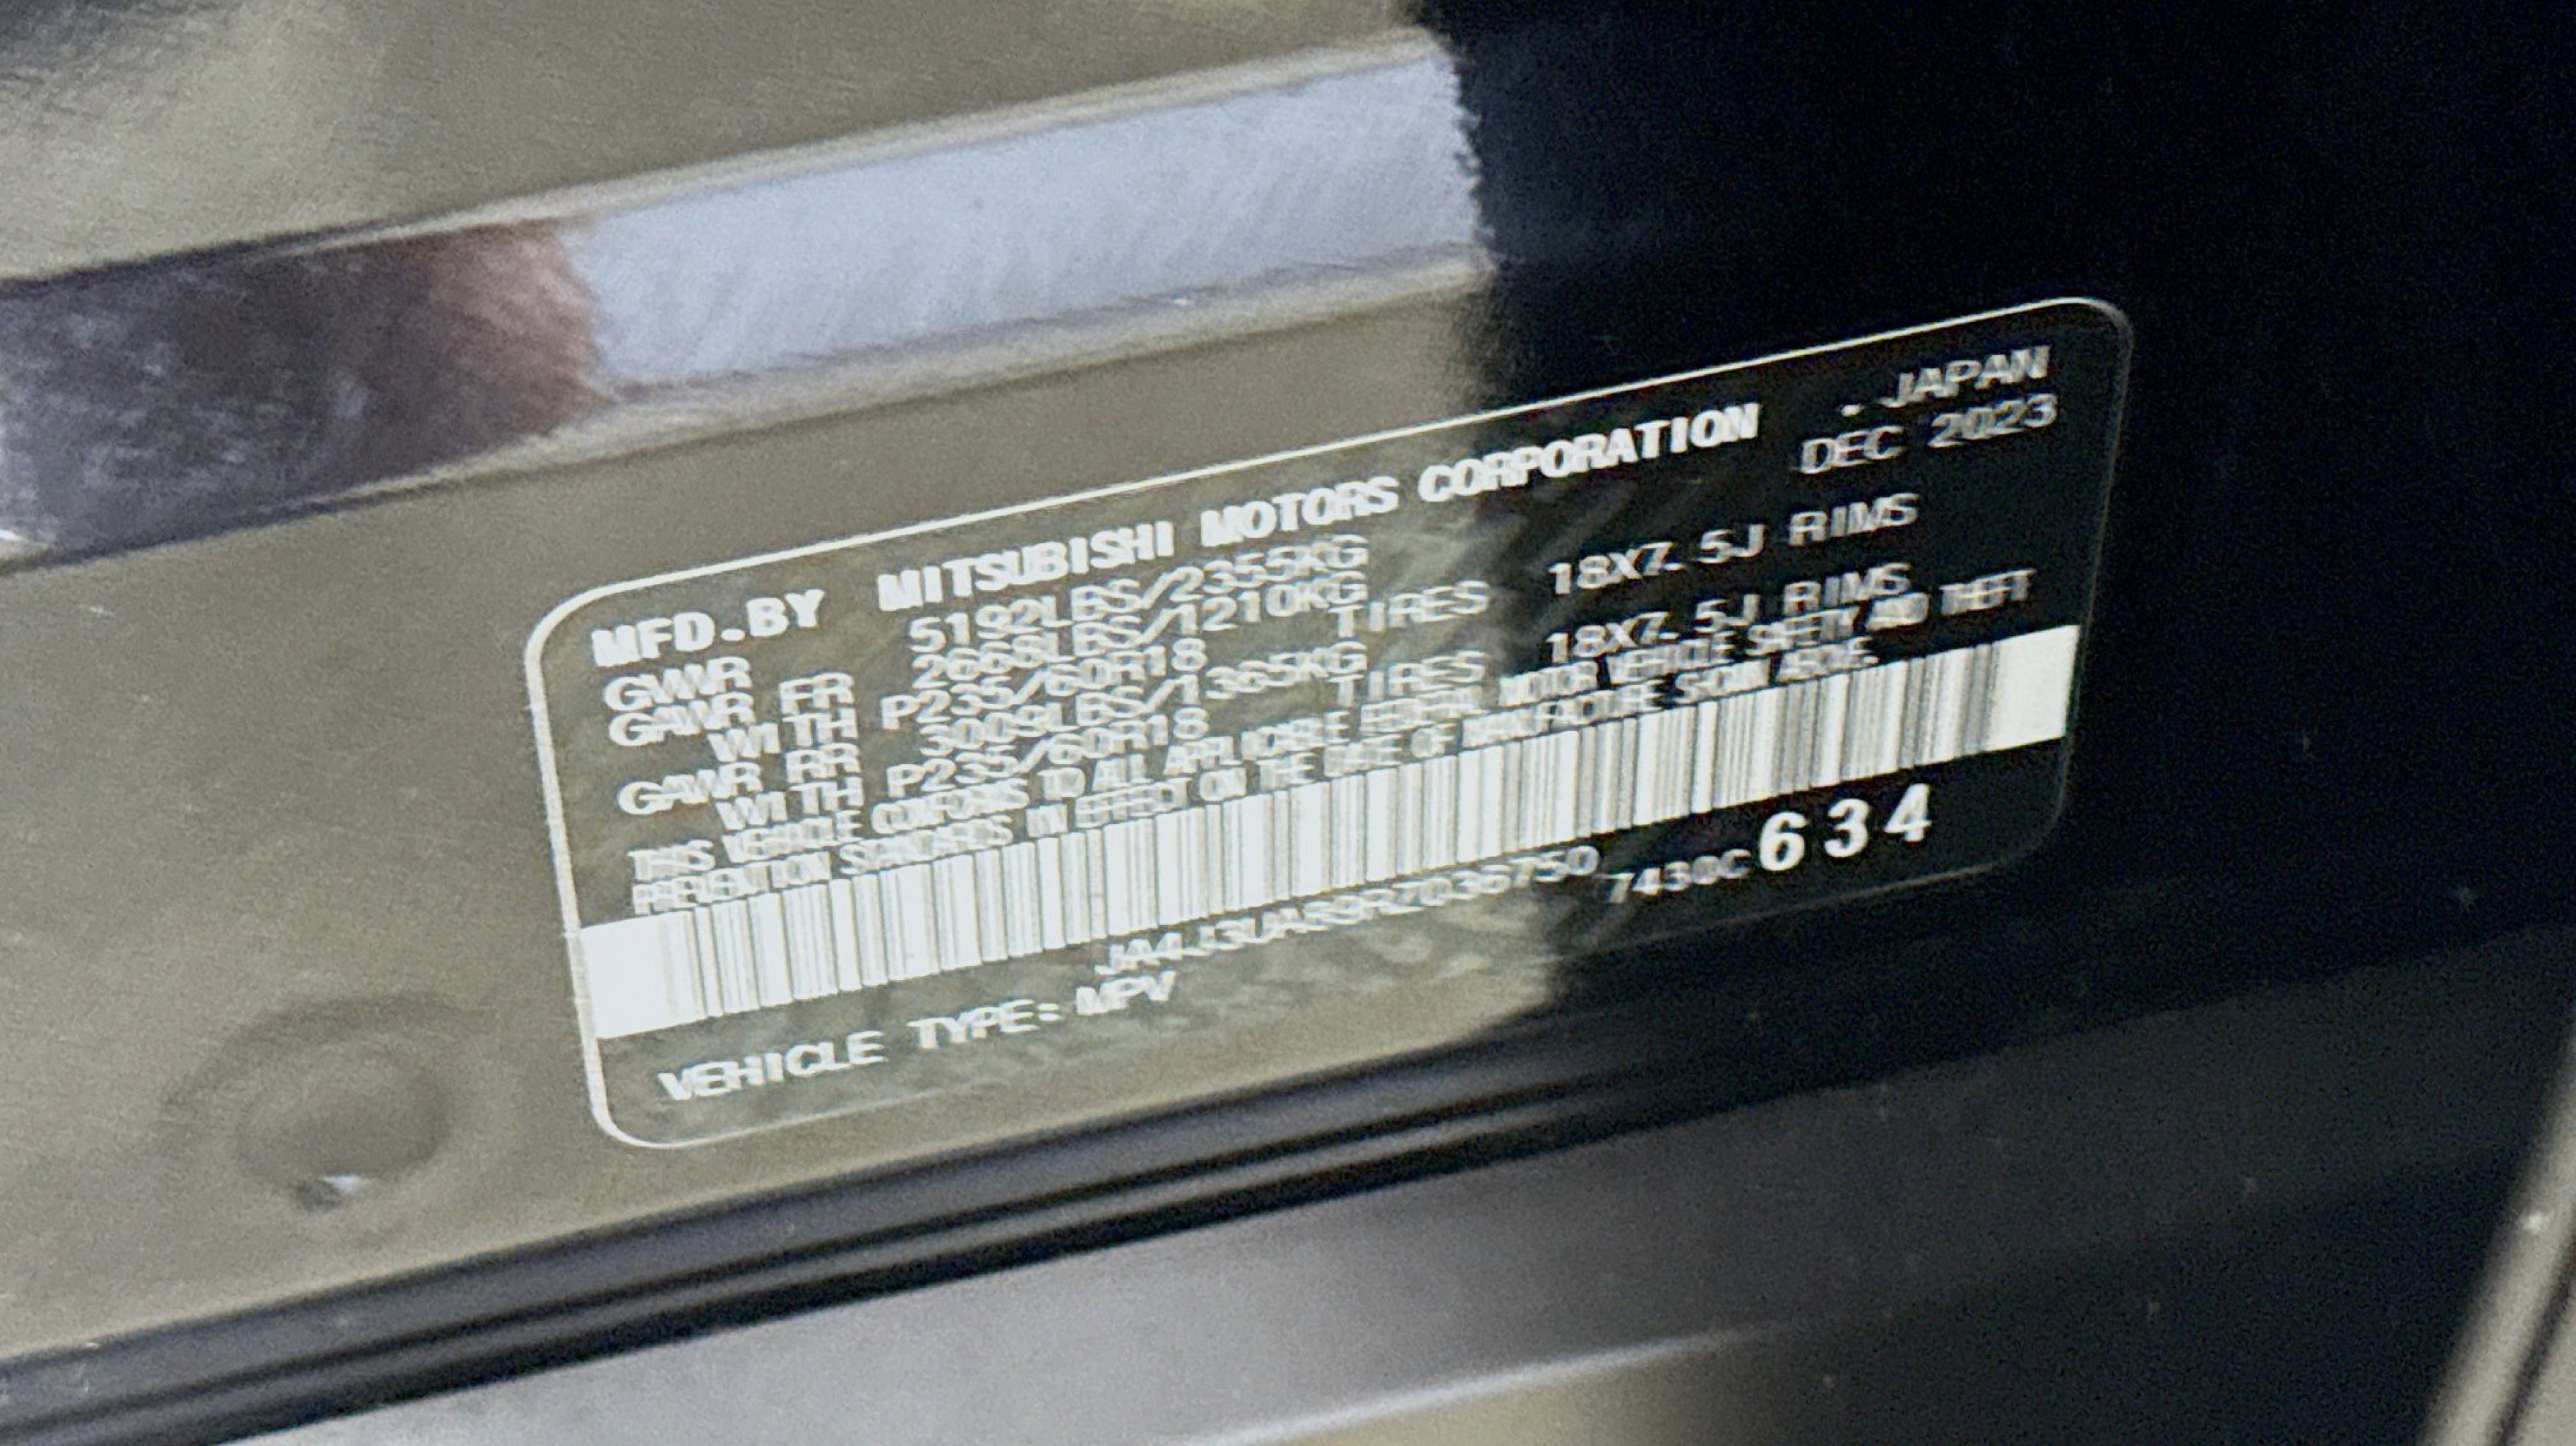 MFD.BY MITSUBISHI MOTORS CORPORATION . JAPAN
GVWR 5192LBS/2355KG DEC 2023
GAWR FR 2668LBS/1210KG
WITH P235/60R18 TIRES 18X7.5J RIMS
GAWR RR 3009LBS/1365KG
WITH P235/60R18 TIRES 18X7.5J RIMS
THIS VEHICLE CONFORMS TO ALL APPLICABLE FEDERAL MOTOR VEHICLE SAFETY AND THEFT
PREVENTION STANDARDS IN EFFECT ON THE DATE OF MANUFACTURE SHOWN ABOVE.
7430C 634
VEHICLE TYPE: MPV